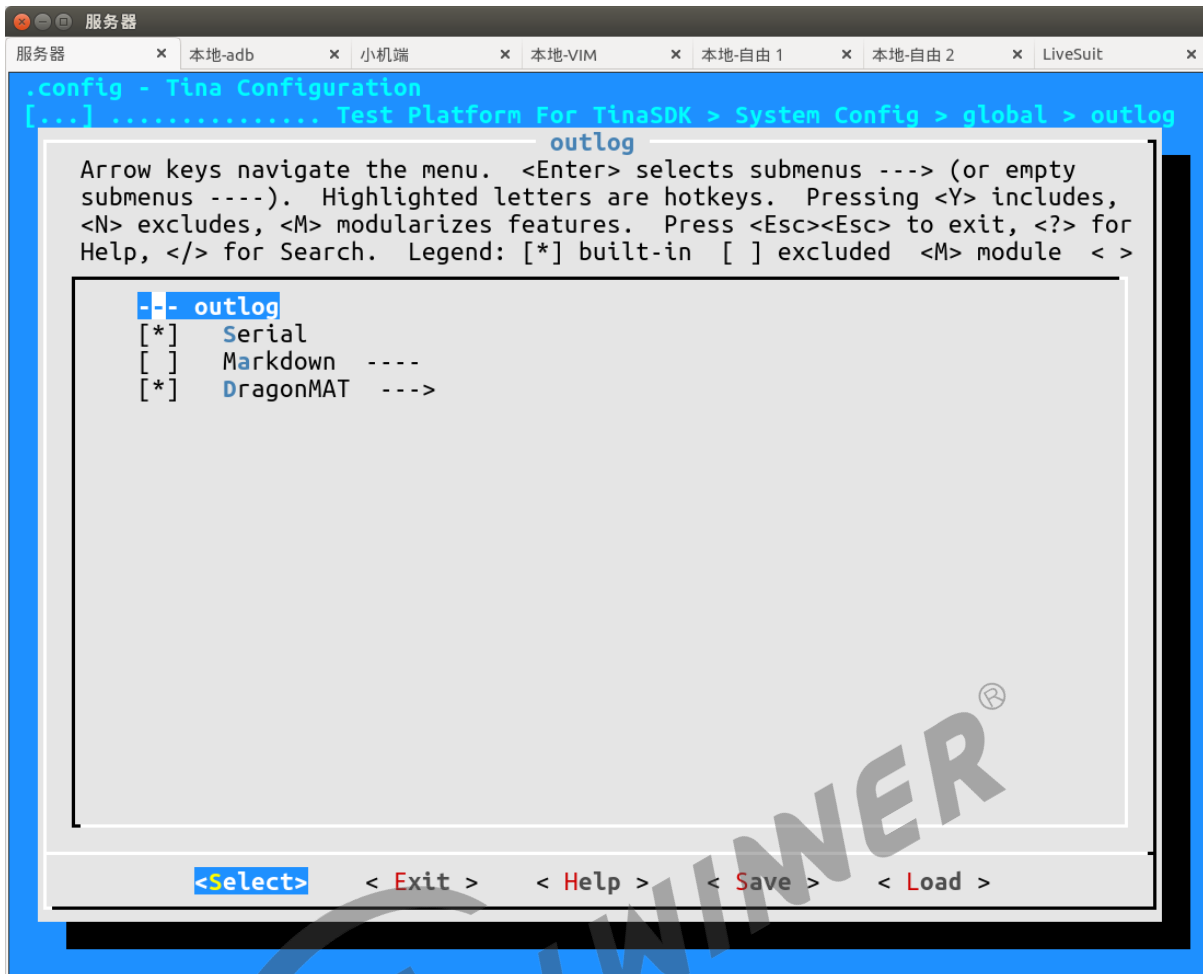 服务器
服务器 × 本地-adb × 小机端 × 本地-VIM × 本地-自由 1 × 本地-自由 2 × LiveSuit ×
.config - Tina Configuration
[...] ............... Test Platform For TinaSDK > System Config > global > outlog
outlog
Arrow keys navigate the menu.  <Enter> selects submenus ---> (or empty
submenus ----).  Highlighted letters are hotkeys.  Pressing <Y> includes,
<N> excludes, <M> modularizes features.  Press <Esc><Esc> to exit, <?> for
Help, </> for Search.  Legend: [*] built-in  [ ] excluded  <M> module  < >
--- outlog
[*]   Serial
[ ]   Markdown  ----
[*]   DragonMAT  --->
<Select>    < Exit >    < Help >    < Save >    < Load >